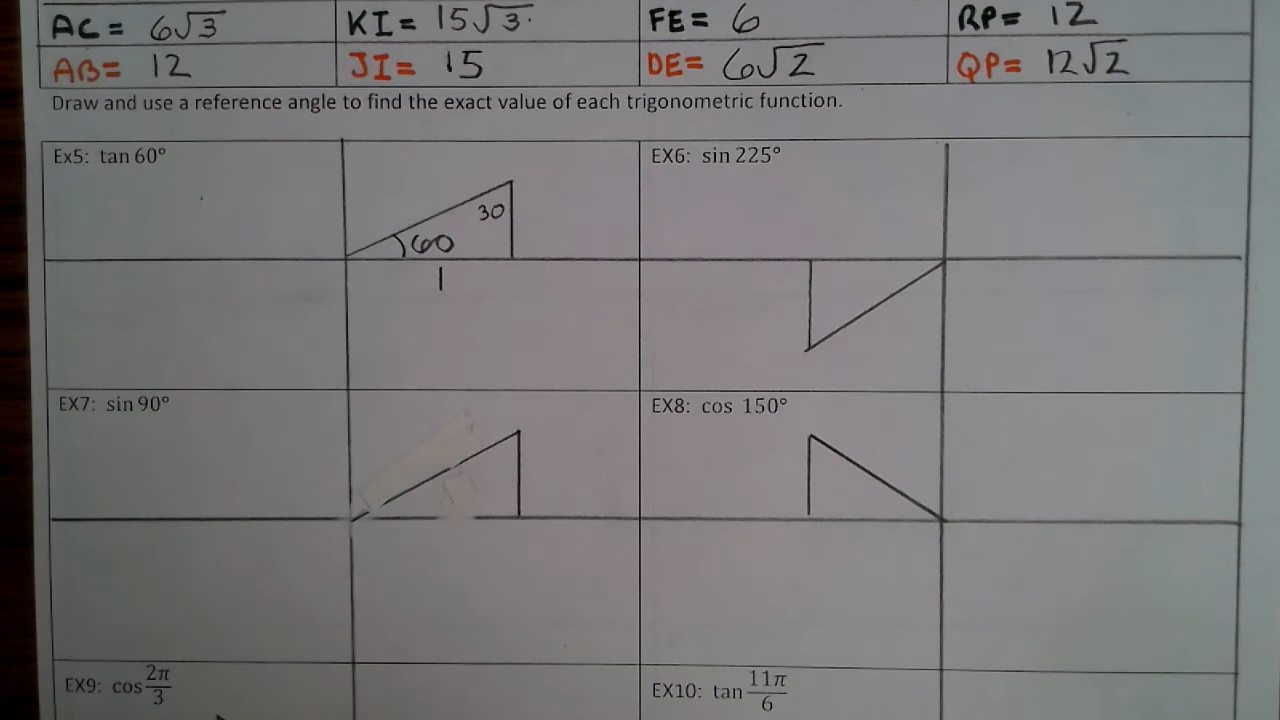 AC = 6√3 KI = 15√3 FE = 6 RP = 12
AB = 12 JI = 15 DE = 6√2 QP = 12√2
Draw and use a reference angle to find the exact value of each trigonometric function.
Ex5: tan 60° EX6: sin 225°
30
60
1
EX7: sin 90° EX8: cos 150°
EX9: cos 2π/3 EX10: tan 11π/6